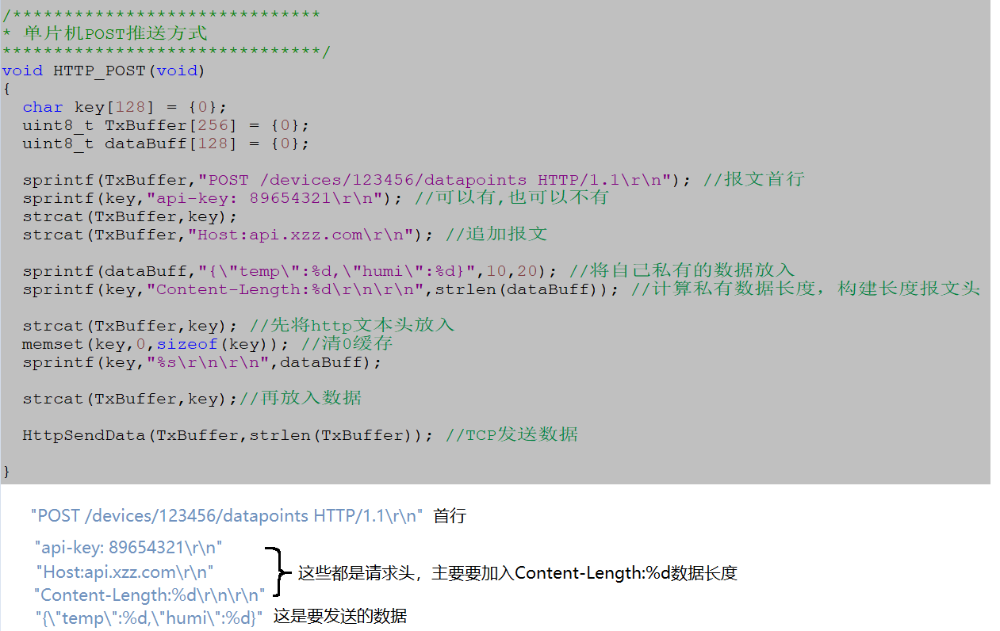 /******************************
* 单片机POST推送方式
*******************************/
void HTTP_POST(void)
{
  char key[128] = {0};
  uint8_t TxBuffer[256] = {0};
  uint8_t dataBuff[128] = {0};
  sprintf(TxBuffer,"POST /devices/123456/datapoints HTTP/1.1\r\n"); //报文首行
  sprintf(key,"api-key: 89654321\r\n"); //可以有,也可以不有
  strcat(TxBuffer,key);
  strcat(TxBuffer,"Host:api.xzz.com\r\n"); //追加报文
  sprintf(dataBuff,"{\"temp\":%d,\"humi\":%d}",10,20); //将自己私有的数据放入
  sprintf(key,"Content-Length:%d\r\n\r\n",strlen(dataBuff)); //计算私有数据长度，构建长度报文头
  strcat(TxBuffer,key); //先将http文本头放入
  memset(key,0,sizeof(key)); //清0缓存
  sprintf(key,"%s\r\n\r\n",dataBuff);
  strcat(TxBuffer,key);//再放入数据
  HttpSendData(TxBuffer,strlen(TxBuffer)); //TCP发送数据
}
"POST /devices/123456/datapoints HTTP/1.1\r\n" 首行
"api-key: 89654321\r\n"
"Host:api.xzz.com\r\n"
这些都是请求头，主要要加入Content-Length:%d数据长度
"Content-Length:%d\r\n\r\n"
"{\"temp\":%d,\"humi\":%d}" 这是要发送的数据